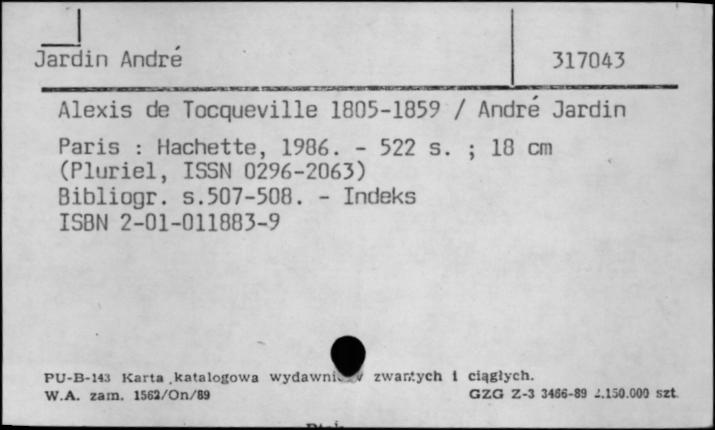 Jardin André
317043
Alexis de Tocqueville 1805-1859 / André Jardin
Paris : Hachette, 1986. - 522 s. ; 18 cm
(Pluriel, ISSN 0296-2063)
Bibliogr. s.507-508. - Indeks
ISBN 2-01-011883-9
PU-B-143 Karta katalogowa zwartych i ciągłych.
W.A. zam. 1562/On/89
GZG Z-3 3466-89 szt.